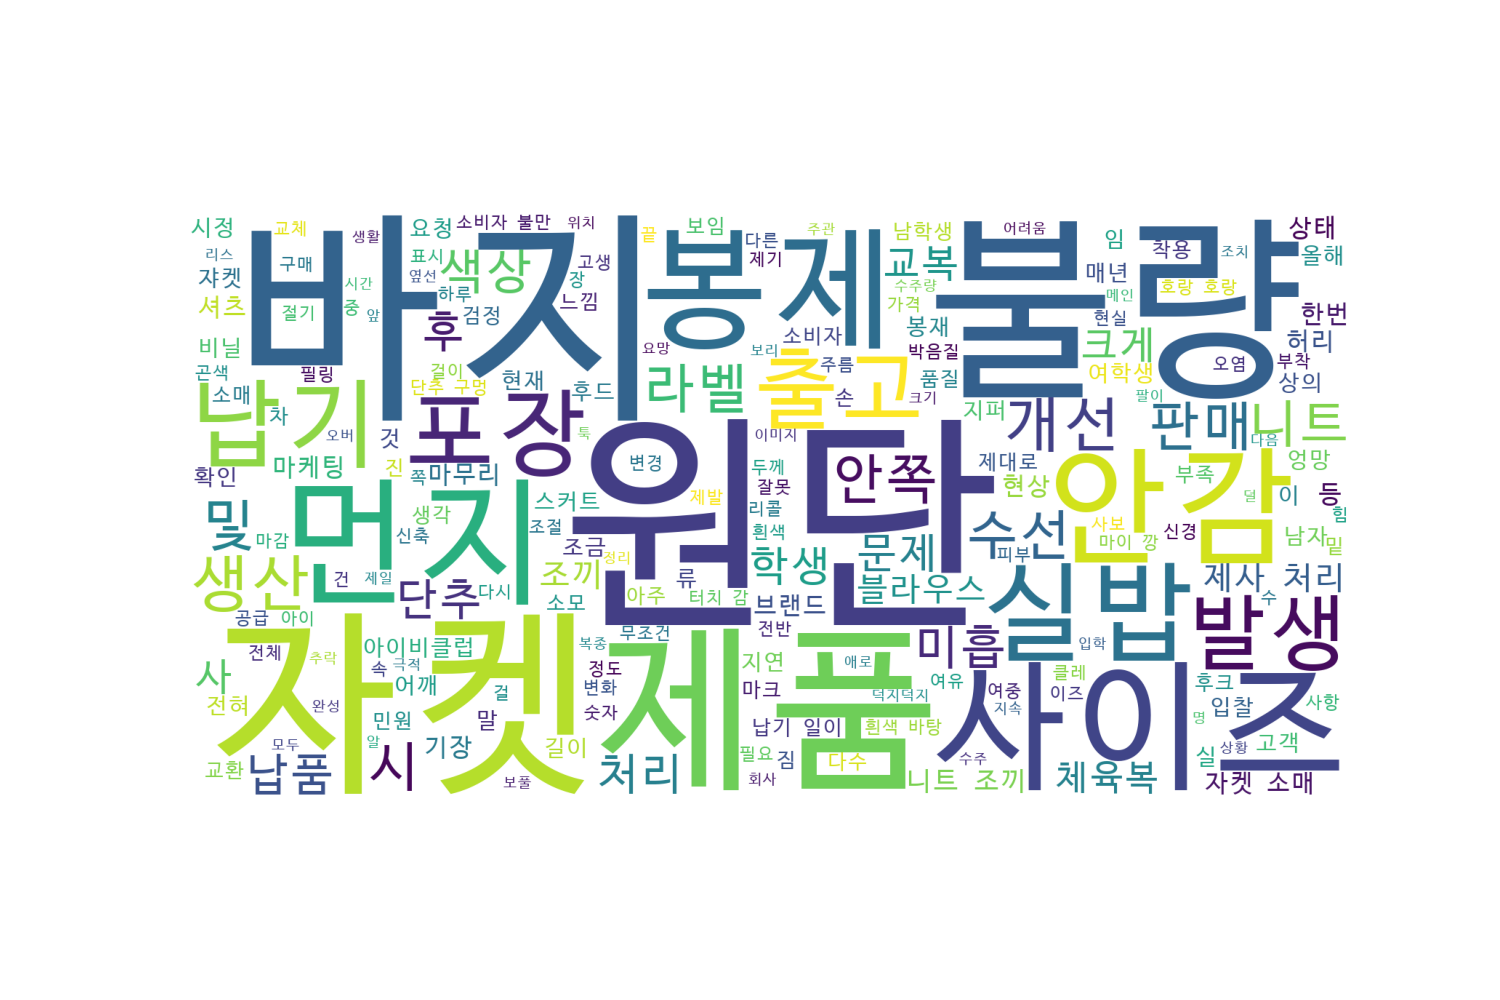 바지
불량
원단
자켓
제품
사이즈
봉제
먼지
납기
포장
출고
안감
실밥
발생
안쪽
라벨
색상
생산
수선
개선
판매
니트
미흡
학생
문제
블라우스
교복
크게
단추
조끼
처리
납품
시
및
후
사
체육복
시정
교체
생활
요청
소비자 불만
위치
보임
끝
다른
주관
남학생
어려움
임
착용
조치
상태
올해
리스
쟈켓
구매
표시
옆선
고생
제기
매년
호랑 호랑
셔츠
절기
시간
중
앞
하루
검정
장
느낌
소비자
수주량
가격
메인
현실
한번
비닐
곤색
필링
요망
보리
주름
봉재
박음질
허리
오염
부착
소매
차
걸이
단추 구멍
현재
후드
손
품질
크기
여학생
팔이
상의
오버
것
툭
이미지
지퍼
다음
확인
마케팅
진
쪽
마무리
변경
두께
제대로
엉망
잘못
현상
부족
스커트
제발
리콜
덜
이
등
마감
생각
신축
조절
흰색
사보
신경
힘
마이 깡
남자
밑
조금
정리
피부
건
제일
다시
류
아주
터치 감
브랜드
제사 처리
수
공급
아이
소모
전체
추락
아이비클럽
무조건
복종
전반
입학
속
극적
어깨
정도
지연
애로
여유
클레
전혀
완성
걸
변화
마크
덕지덕지
여중
이즈
후크
사항
민원
말
숫자
납기 일이
흰색 바탕
지속
입찰
명
모두
알
기장
길이
필요
짐
다수
수주
실
상황
고객
교환
보풀
회사
니트 조끼
자켓 소매